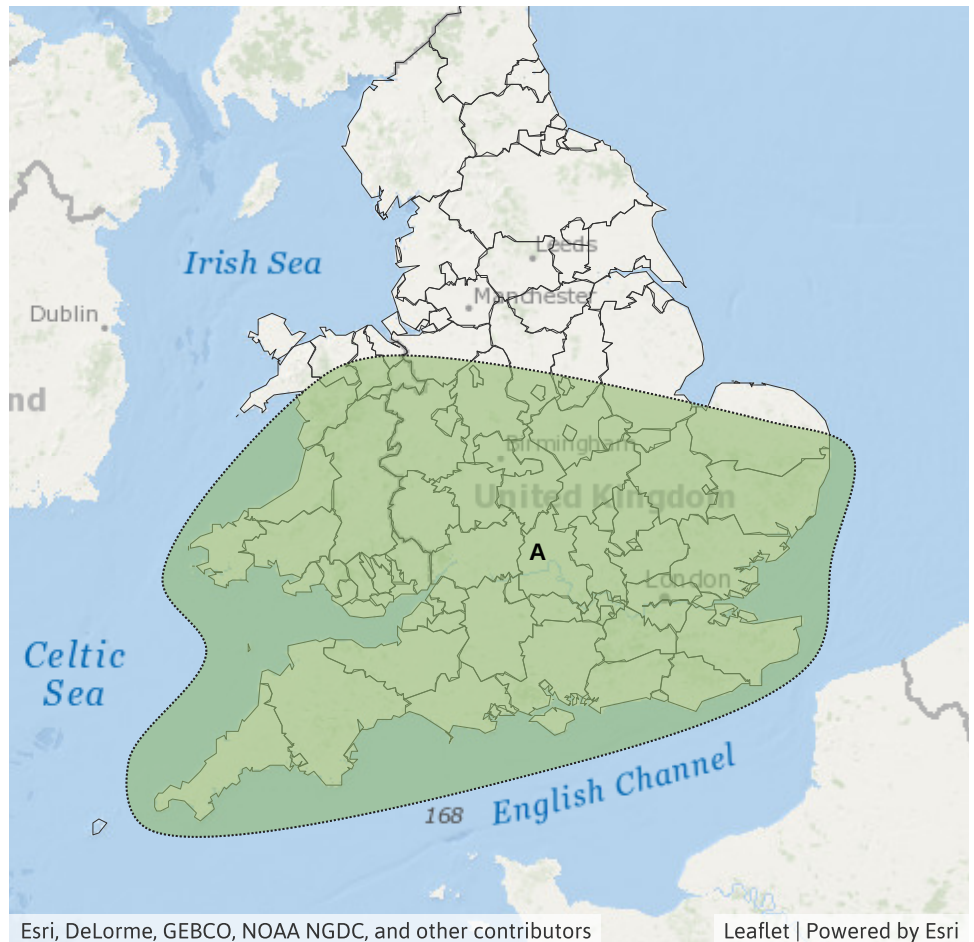 Leeds
Irish Sea
Manchester
Dublin
nd
Birmingham
United Kingdom
A
London
Celtic
Sea
English Channel
168
Esri, DeLorme, GEBCO, NOAA NGDC, and other contributors
Leaflet | Powered by Esri